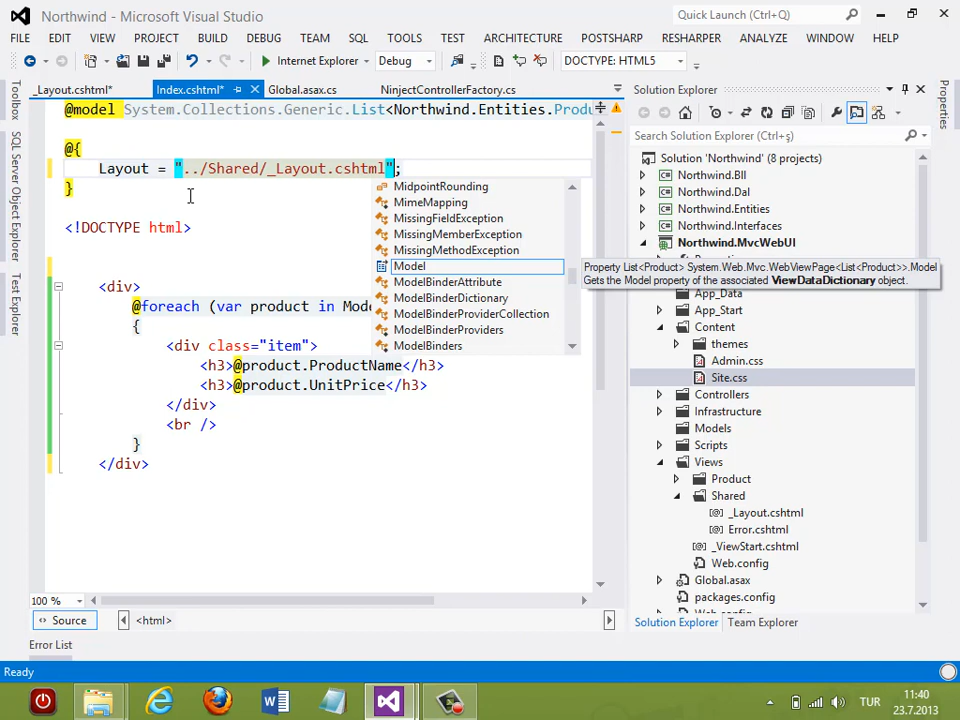 Northwind - Microsoft Visual Studio
Quick Launch (Ctrl+Q)
FILE EDIT VIEW PROJECT BUILD DEBUG TEAM SQL TOOLS TEST ARCHITECTURE POSTSHARP RESHARPER ANALYZE WINDOW HELP
Internet Explorer Debug DOCTYPE: HTML5
_Layout.cshtml* Index.cshtml* Global.asax.cs NinjectControllerFactory.cs
Toolbox
SQL Server Object Explorer
Test Explorer
@model System.Collections.Generic.List<Northwind.Entities.Produ
@{
Layout = "../Shared/_Layout.cshtml";
}
<!DOCTYPE html>
<div>
@foreach (var product in Mode
{
<div class="item">
<h3>@product.ProductName</h3>
<h3>@product.UnitPrice</h3>
</div>
<br />
}
</div>
MidpointRounding
MimeMapping
MissingFieldException
MissingMemberException
MissingMethodException
Model
ModelBinderAttribute
ModelBinderDictionary
ModelBinderProviderCollection
ModelBinderProviders
ModelBinders
Property List<Product> System.Web.Mvc.WebViewPage<List<Product>>.Model
Gets the Model property of the associated ViewDataDictionary object.
Solution Explorer
Search Solution Explorer (Ctrl+ş)
Solution 'Northwind' (8 projects)
Northwind.Bll
Northwind.Dal
Northwind.Entities
Northwind.Interfaces
Northwind.MvcWebUI
App_Data
App_Start
Content
themes
Admin.css
Site.css
Controllers
Infrastructure
Models
Scripts
Views
Product
Shared
_Layout.cshtml
Error.cshtml
_ViewStart.cshtml
Web.config
Global.asax
packages.config
Properties
100 %
Source <html>
Solution Explorer Team Explorer
Error List
Ready
TUR
11:40
23.7.2013